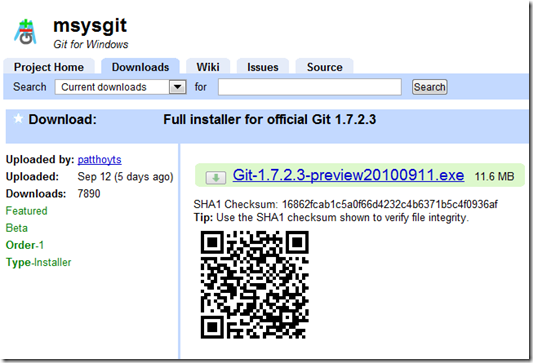 msysgit
Git for Windows
Project Home Downloads Wiki Issues Source
Search Current downloads for Search
Download: Full installer for official Git 1.7.2.3
Uploaded by: patthoyts
Uploaded: Sep 12 (5 days ago)
Downloads: 7890
Featured
Beta
Order-1
Type-Installer
Git-1.7.2.3-preview20100911.exe 11.6 MB
SHA1 Checksum: 16862fcab1c5a0f66d4232c4b6371b5c4f0936af
Tip: Use the SHA1 checksum shown to verify file integrity.